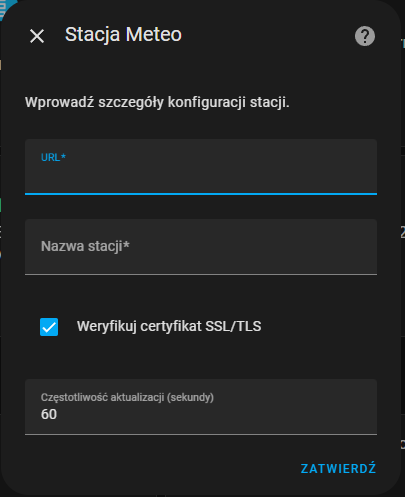 Stacja Meteo
Wprowadź szczegóły konfiguracji stacji.
URL*
Nazwa stacji*
Weryfikuj certyfikat SSL/TLS
Częstotliwość aktualizacji (sekundy)
60
ZATWIERDŹ